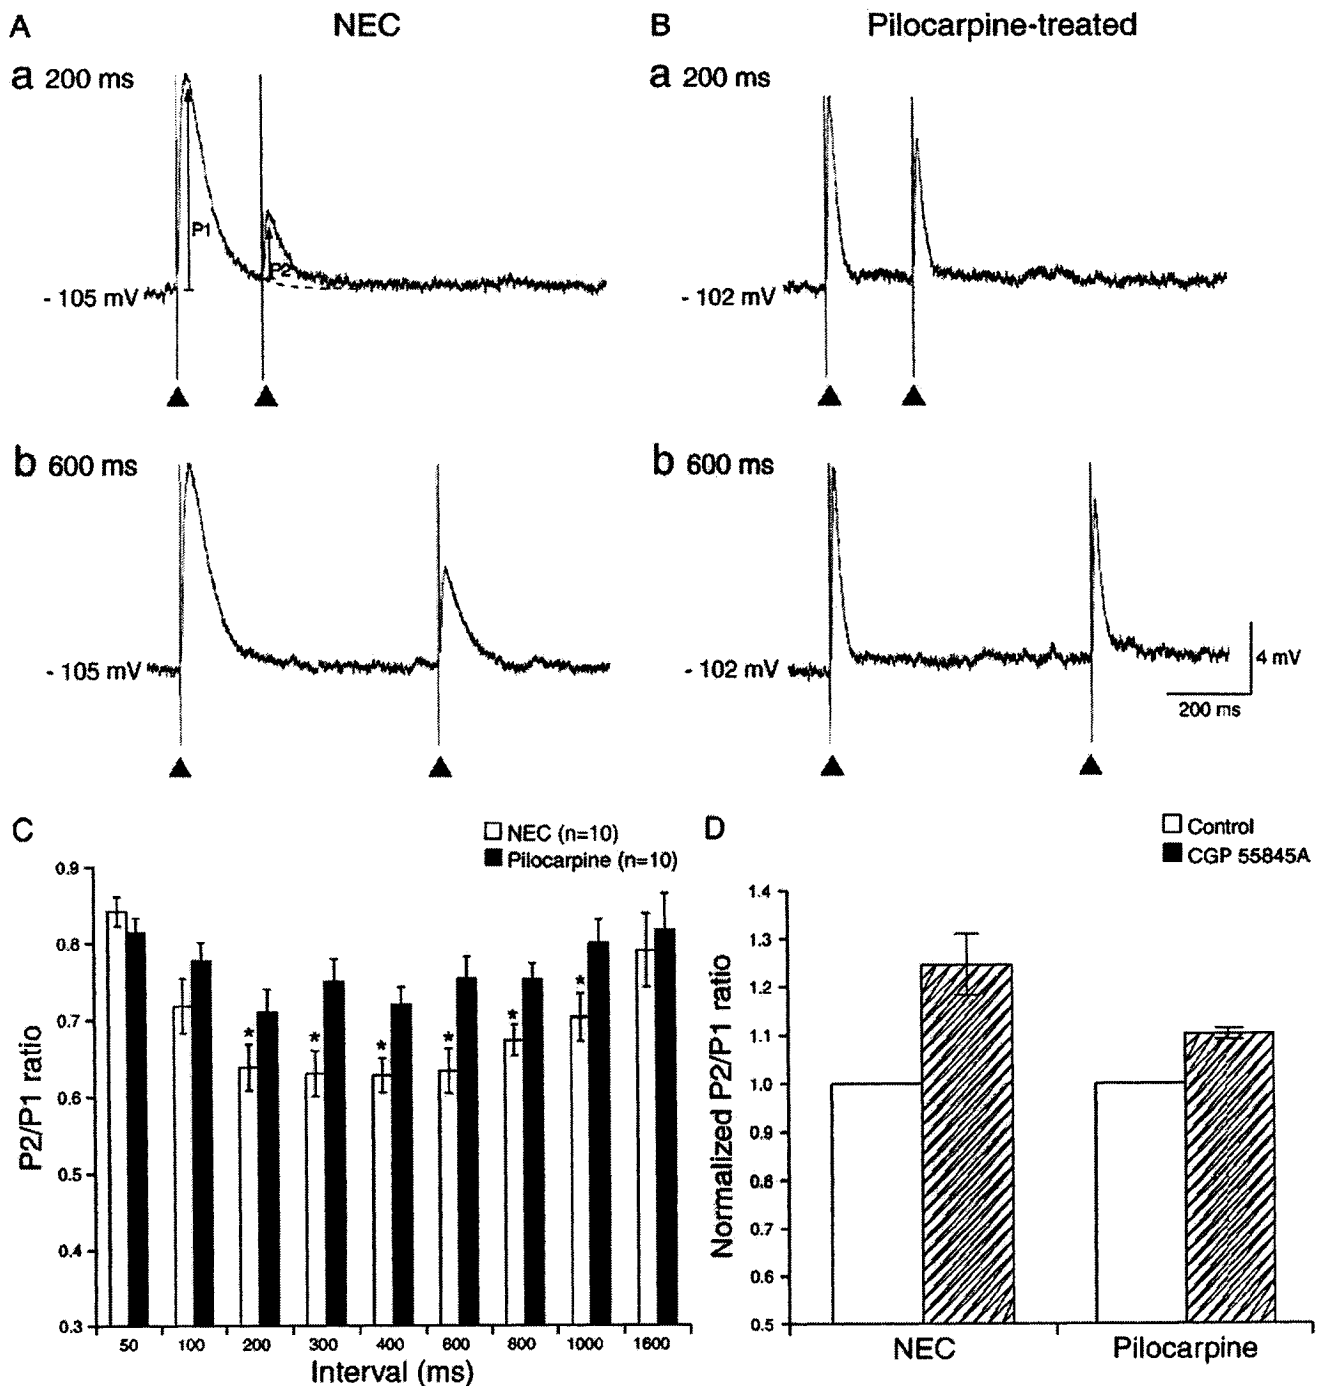 A NEC
a 200 ms
P1
P2
- 105 mV
b 600 ms
- 105 mV
B Pilocarpine-treated
a 200 ms
- 102 mV
b 600 ms
- 102 mV
4 mV
200 ms
C
NEC (n=10)
Pilocarpine (n=10)
P2/P1 ratio
0.9
0.8
0.7
0.6
0.5
0.4
0.3
* * * * * *
50 100 200 300 400 600 800 1000 1600
Interval (ms)
D
Control
CGP 55845A
Normalized P2/P1 ratio
1.4
1.3
1.2
1.1
1.0
0.9
0.8
0.7
0.6
0.5
NEC Pilocarpine